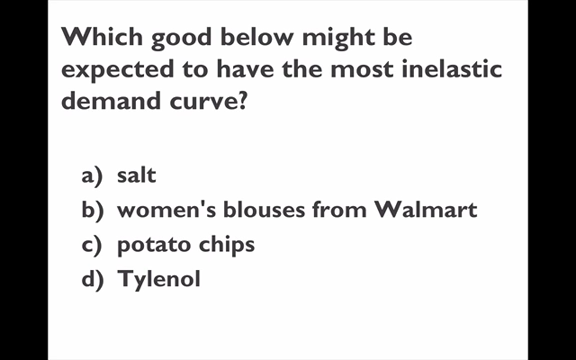 Which good below might be
expected to have the most inelastic
demand curve?
a) salt
b) women's blouses from Walmart
c) potato chips
d) Tylenol